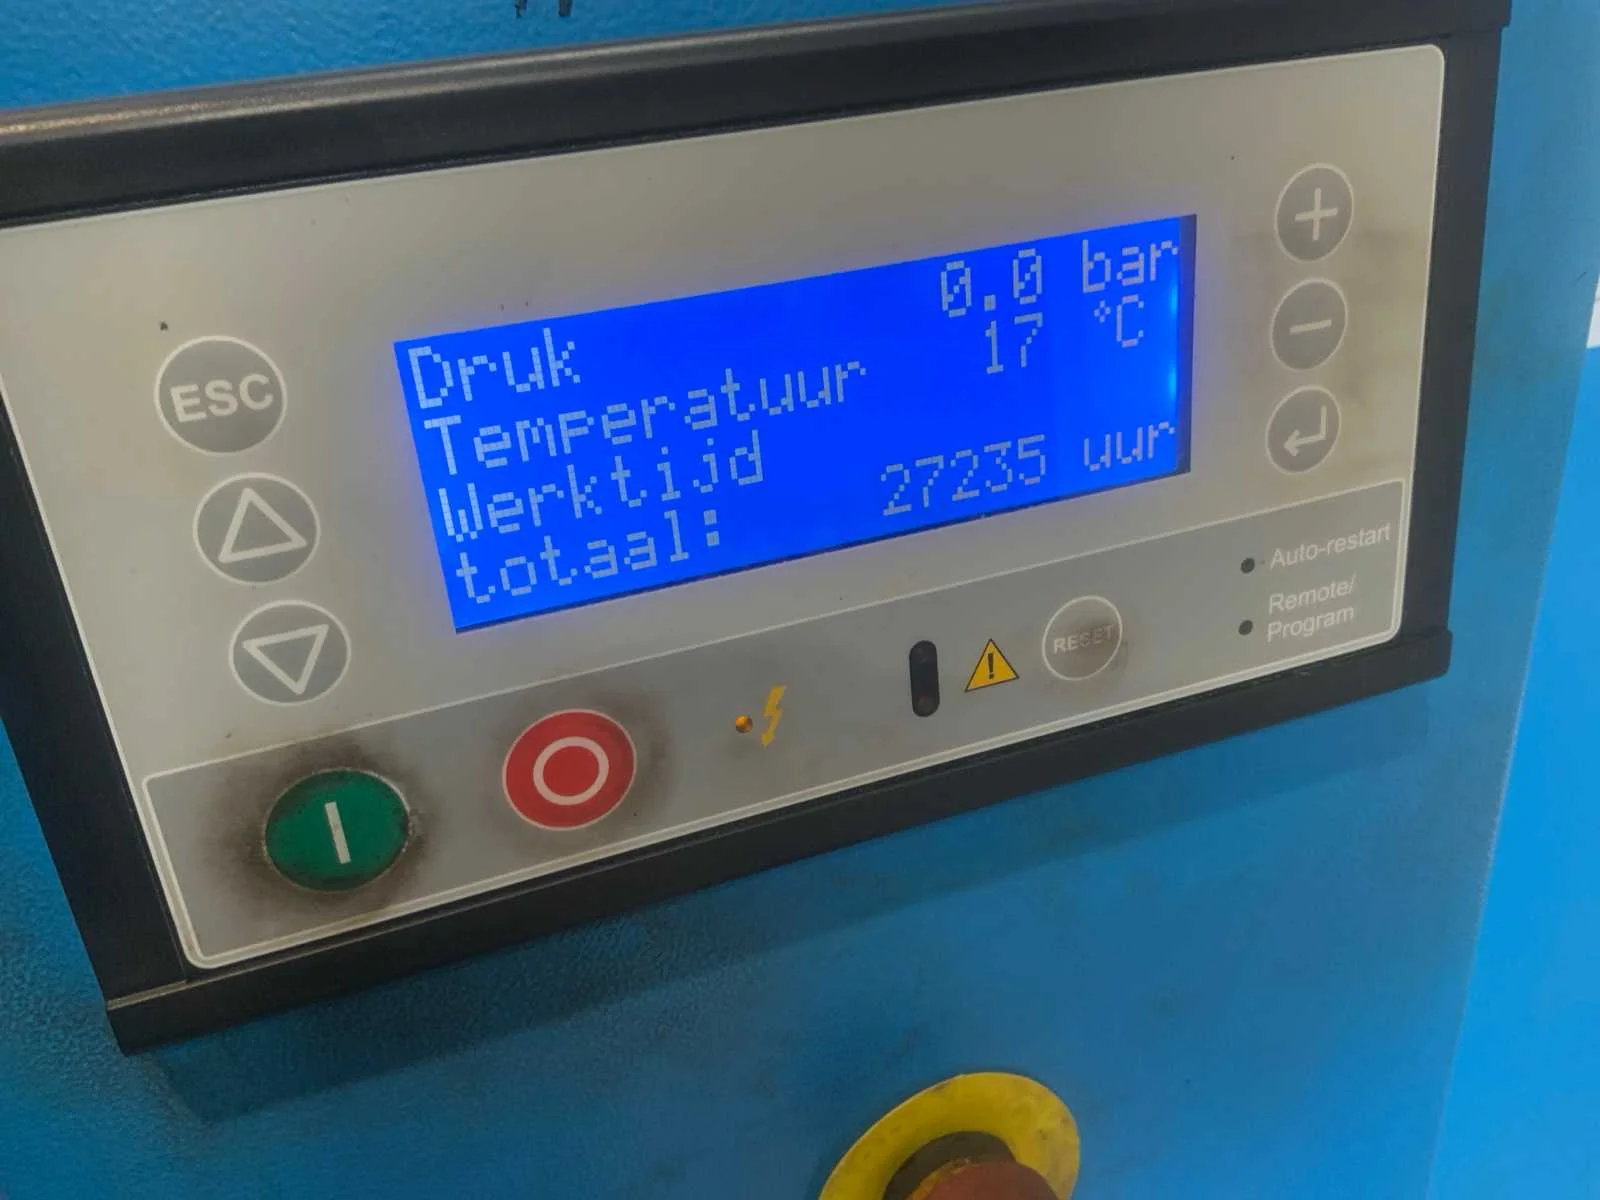 Druk 0.0 bar
Temperatuur 17 °C
Werktijd
totaal: 27235 uur
ESC
Auto-restart
Remote/
Program
RESET